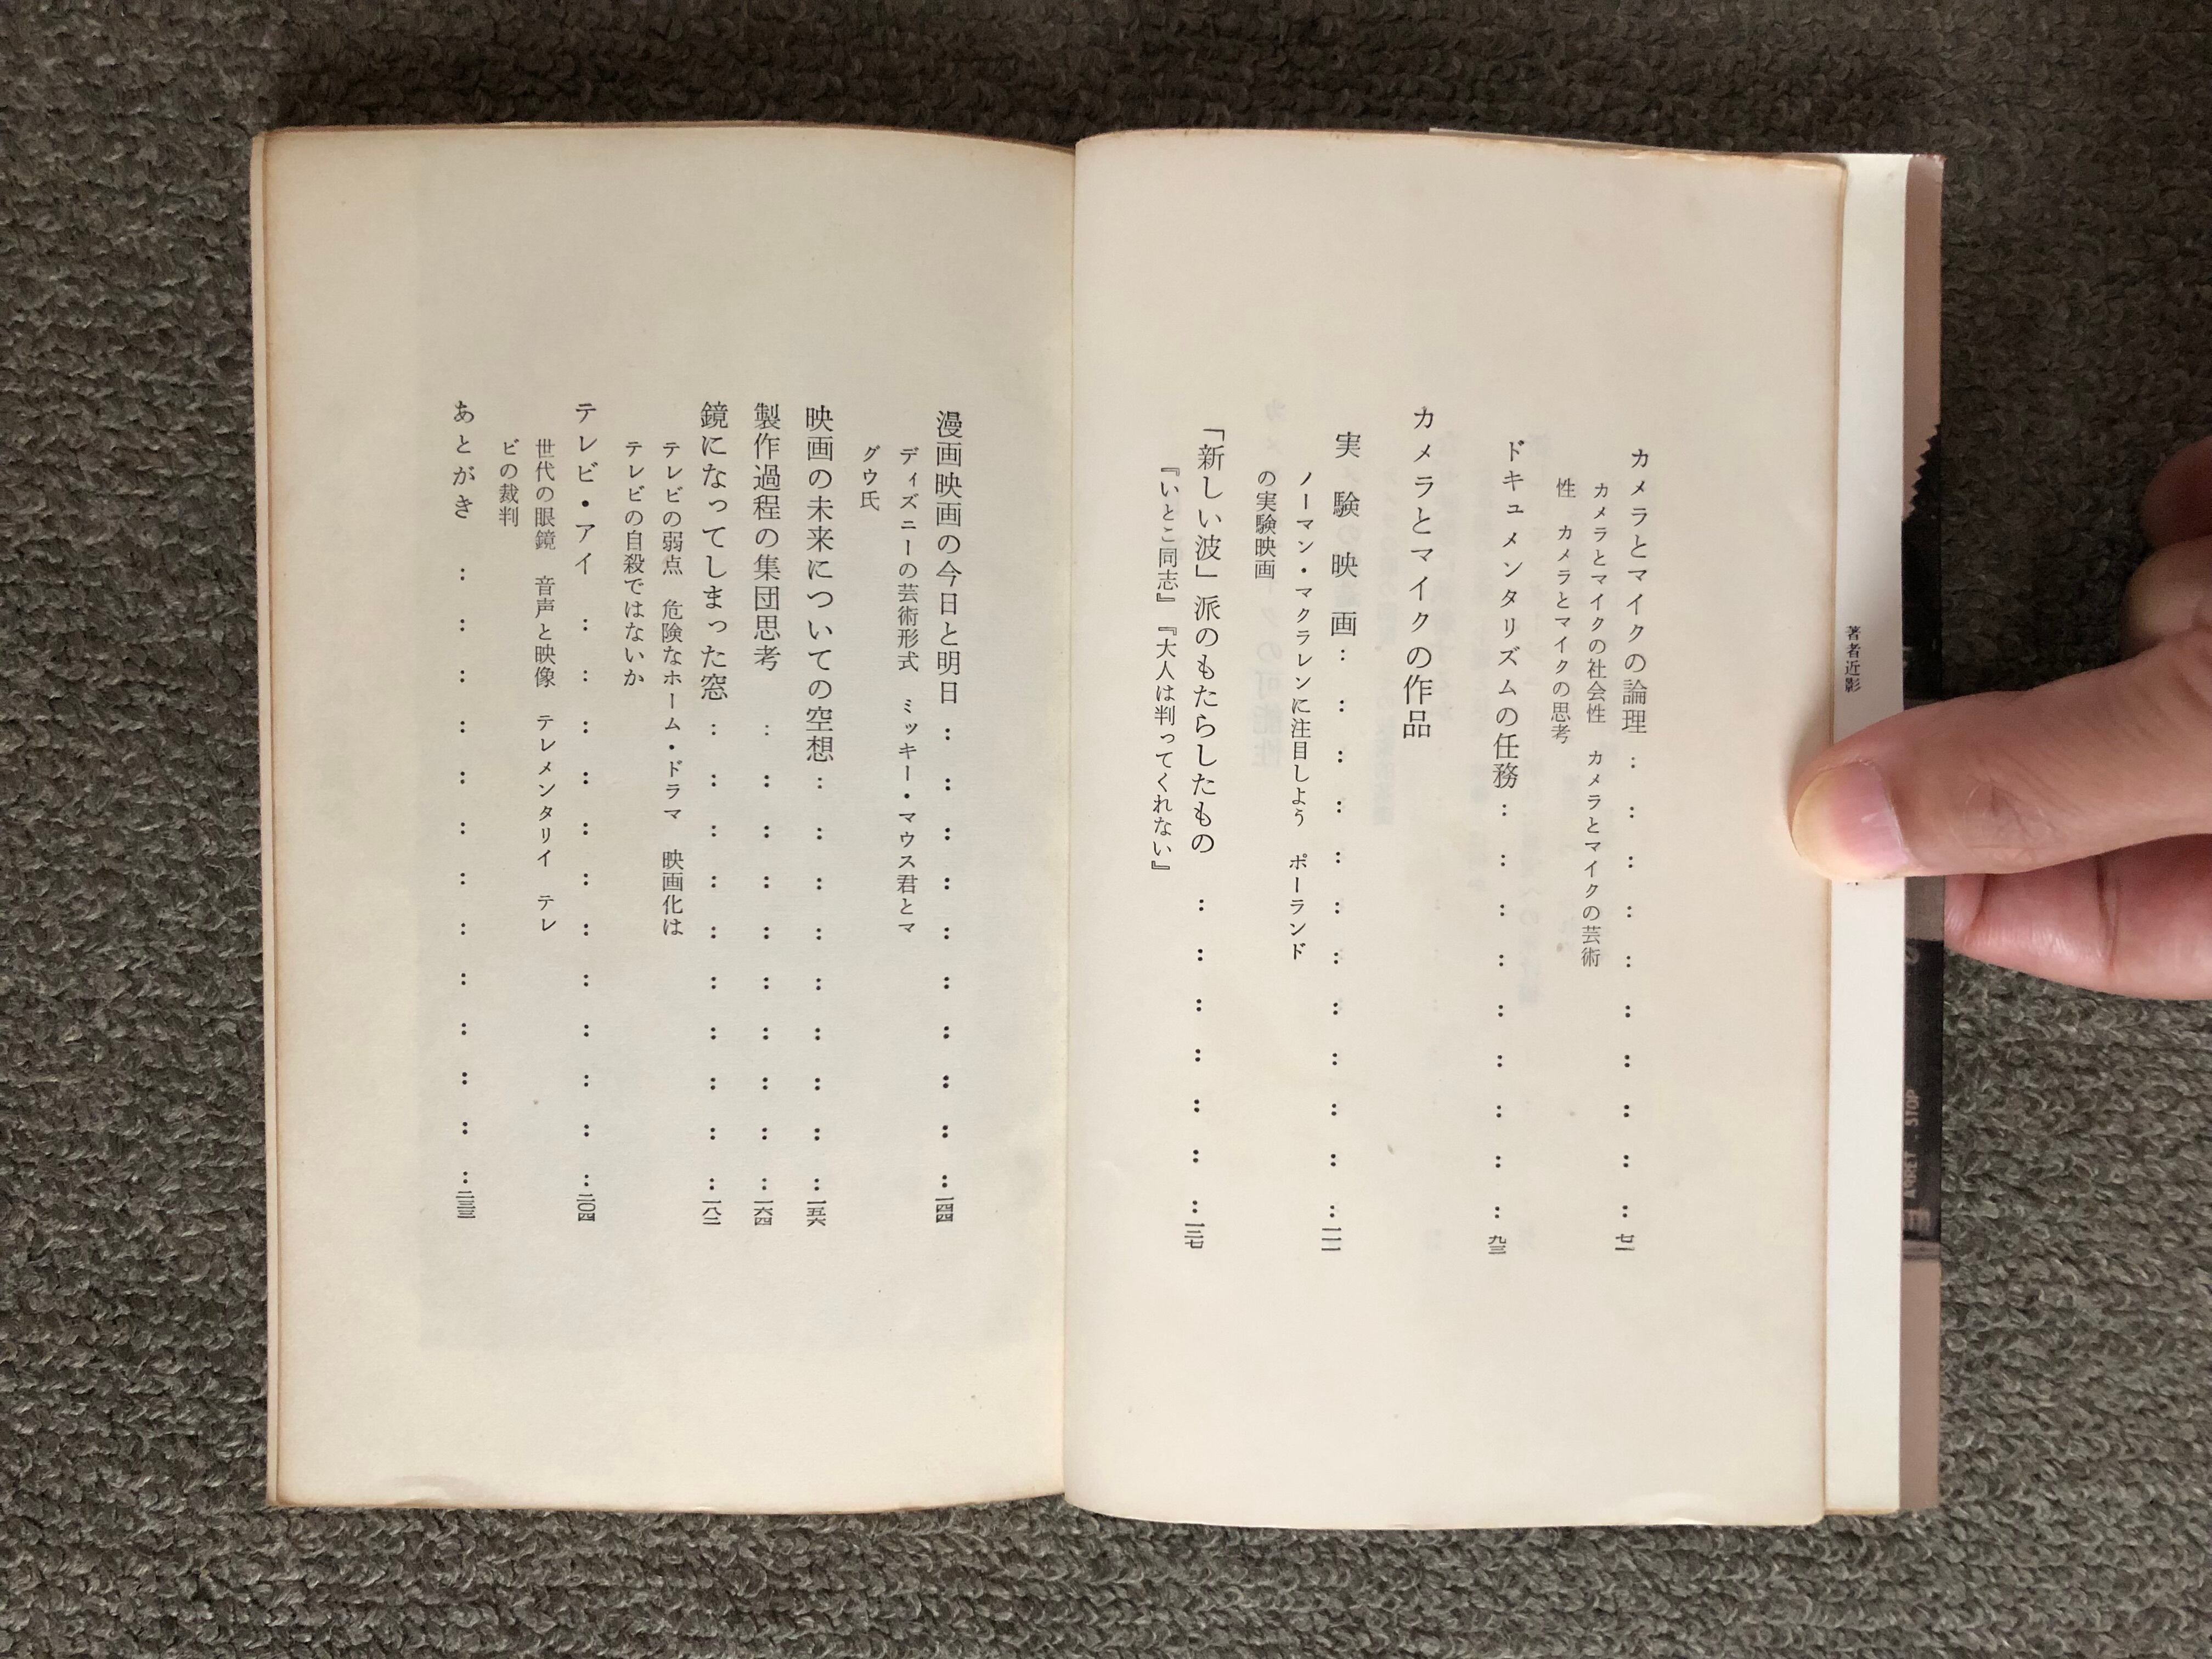 著者近影
ARRET STOP
カメラとマイクの論理：：：：：：：：：：七一
カメラとマイクの社会性　カメラとマイクの芸術
性　カメラとマイクの思考
ドキュメンタリズムの任務：：：：：：：：：九三
カメラとマイクの作品
実験映画：：：：：：：：：：：：一一一
ノーマン・マクラレンに注目しよう　ポーランド
の実験映画
「新しい波」派のもたらしたもの：：：：：：：一三七
『いとこ同志』『大人は判ってくれない』
漫画映画の今日と明日：：：：：：：：：：一四四
ディズニーの芸術形式　ミッキー・マウス君とマ
グウ氏
映画の未来についての空想：：：：：：：：：一五六
製作過程の集団思考：：：：：：：：：：一六四
鏡になってしまった窓：：：：：：：：：：一八二
テレビの弱点　危険なホーム・ドラマ　映画化は
テレビの自殺ではないか
テレビ・アイ：：：：：：：：：：：：二〇四
世代の眼鏡　音声と映像　テレメンタリイ　テレ
ビの裁判
あとがき：：：：：：：：：：：：：二三三